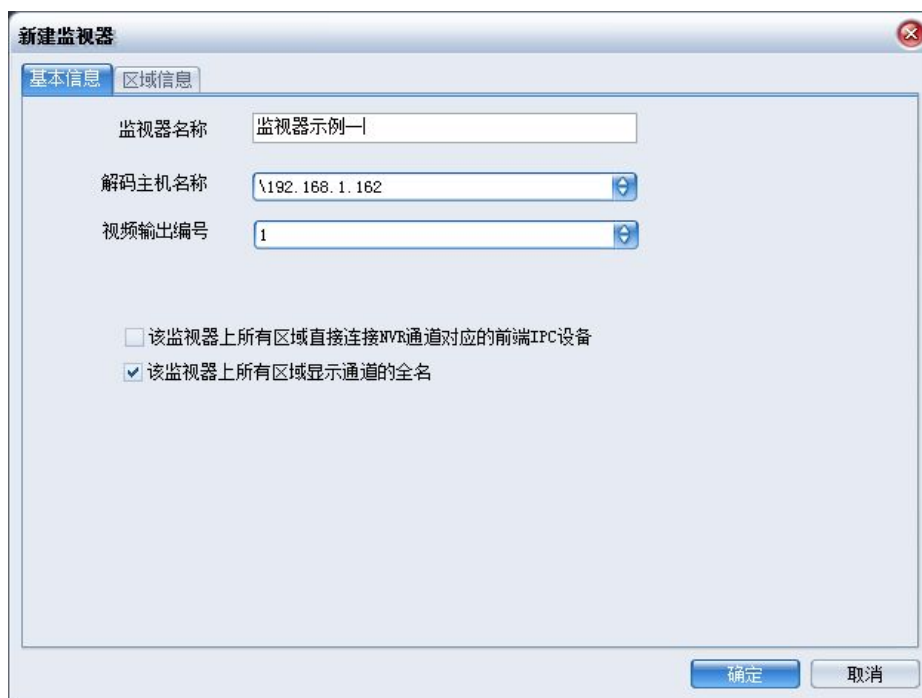 新建监视器
基本信息 区域信息
监视器名称 监视器示例一
解码主机名称 \192.168.1.162
视频输出编号 1
该监视器上所有区域直接连接NVR通道对应的前端IPC设备
该监视器上所有区域显示通道的全名
确定 取消